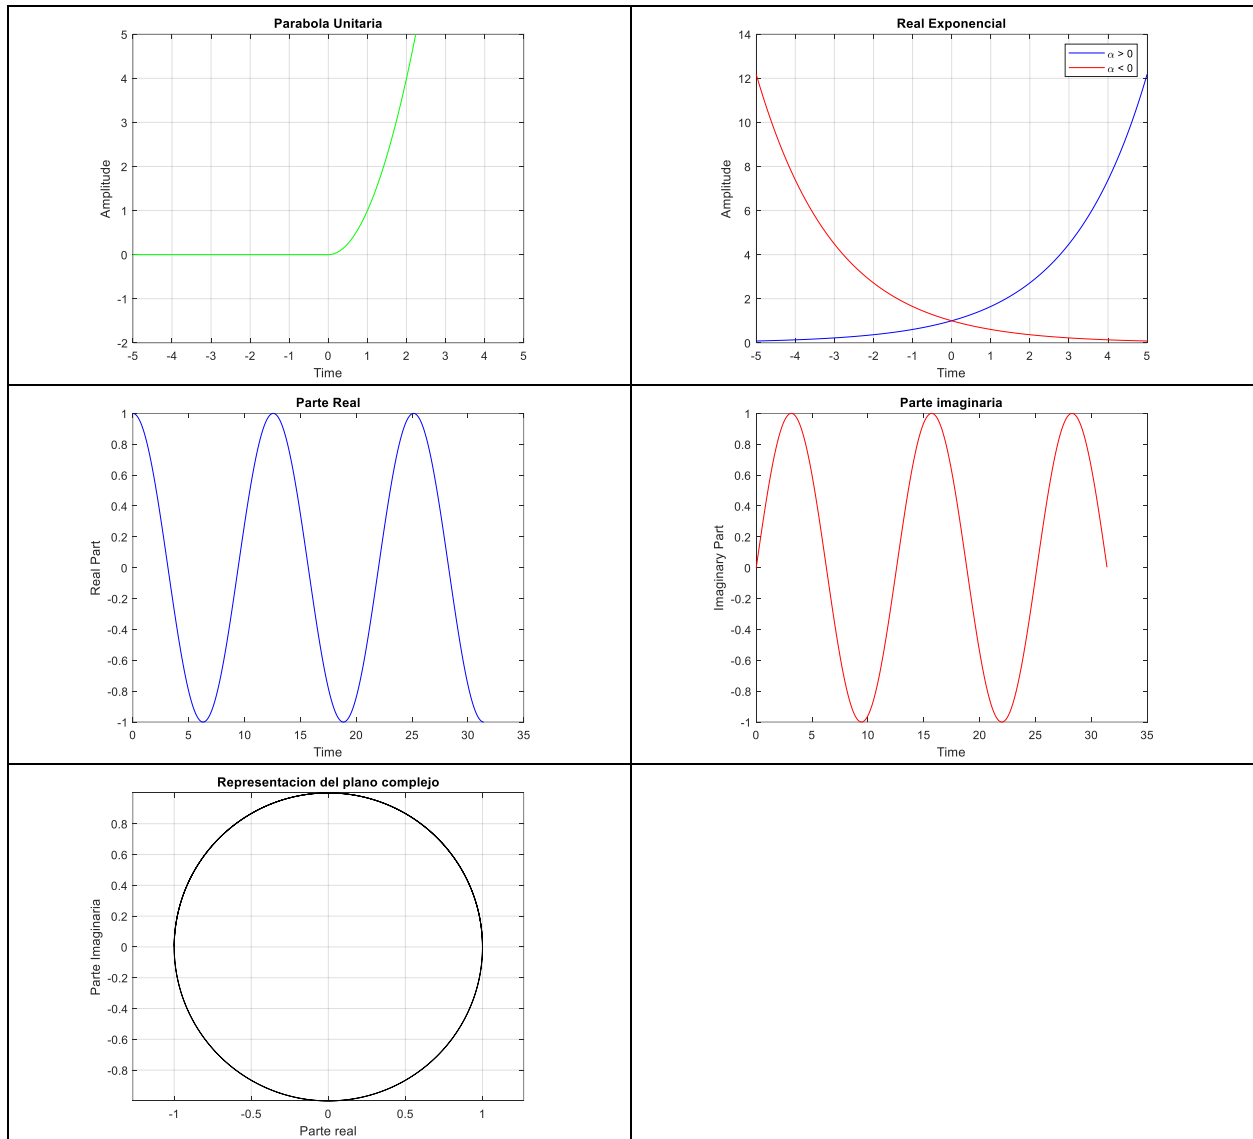 Parabola Unitaria
5
4
3
2
1
0
-1
-2
Amplitude
-5 -4 -3 -2 -1 0 1 2 3 4 5
Time
Real Exponencial
14
12
10
8
6
4
2
0
Amplitude
α > 0
α < 0
-5 -4 -3 -2 -1 0 1 2 3 4 5
Time
Parte Real
1
0.8
0.6
0.4
0.2
0
-0.2
-0.4
-0.6
-0.8
-1
Real Part
0 5 10 15 20 25 30 35
Time
Parte imaginaria
1
0.8
0.6
0.4
0.2
0
-0.2
-0.4
-0.6
-0.8
-1
Imaginary Part
0 5 10 15 20 25 30 35
Time
Representacion del plano complejo
0.8
0.6
0.4
0.2
0
-0.2
-0.4
-0.6
-0.8
Parte Imaginaria
-1 -0.5 0 0.5 1
Parte real